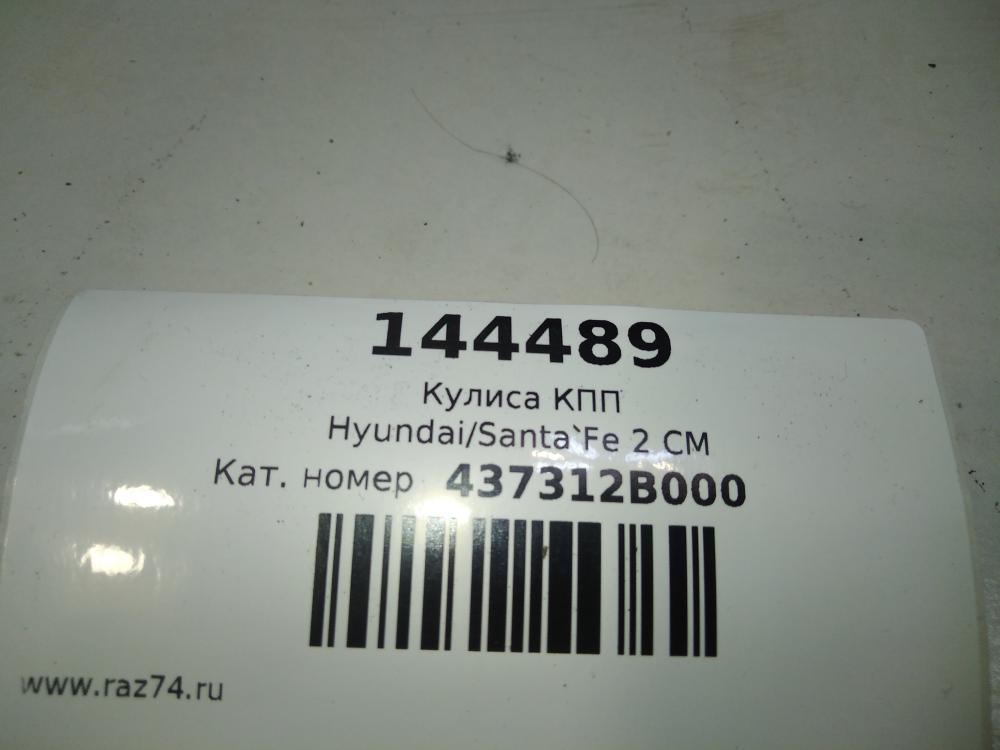 144489
Кулиса КПП
Hyundai/Santa`Fe 2 CM
Кат. номер 437312B000
www.raz74.ru